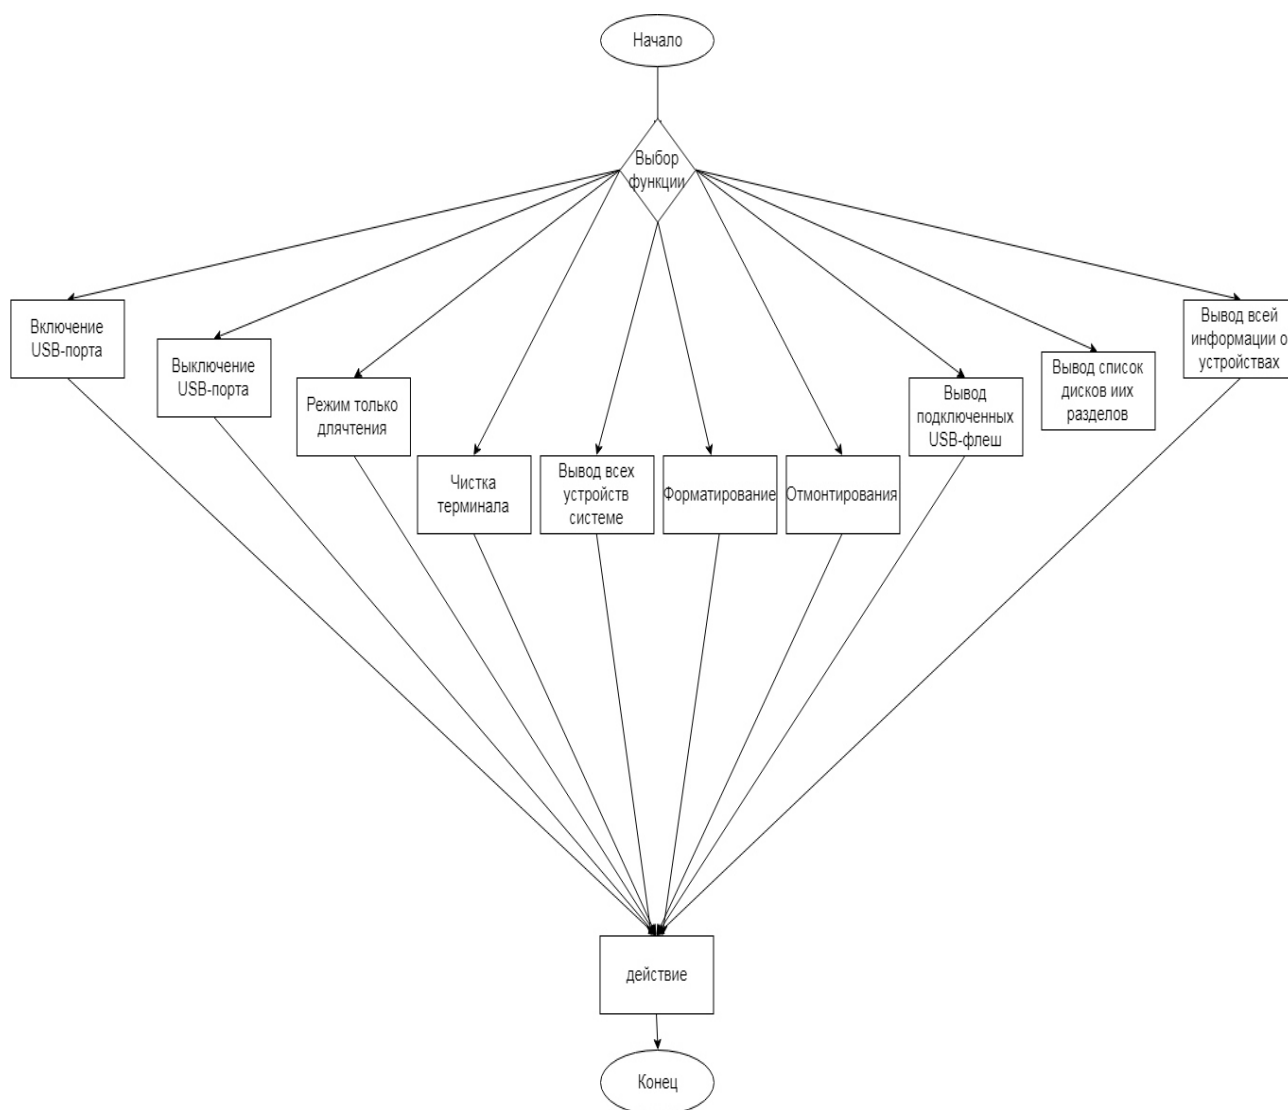 Начало
Выбор
функции
Включение
USB-порта
Выключение
USB-порта
Режим только
длячтения
Чистка
терминала
Вывод всех
устройств
системе
Форматирование
Отмонтирования
Вывод
подключенных
USB-флеш
Вывод список
дисков иих
разделов
Вывод всей
информации о
устройствах
действие
Конец